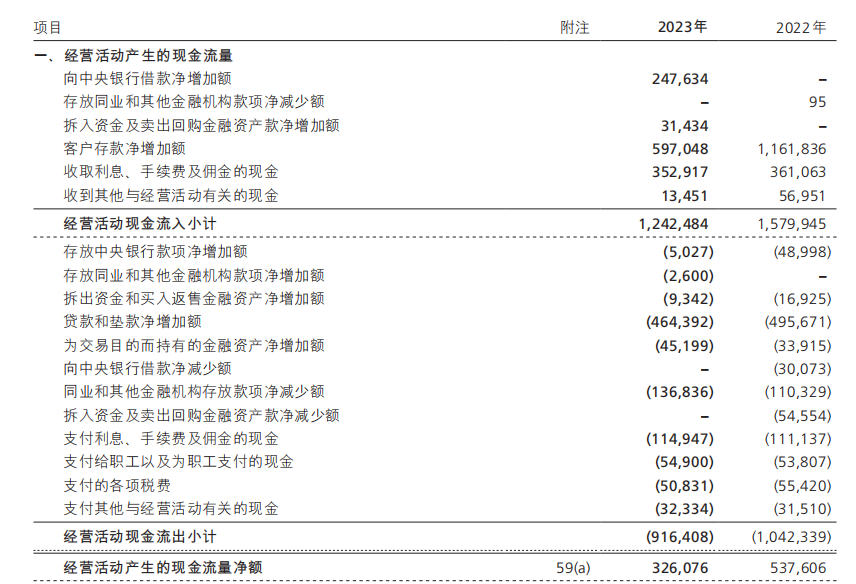 项目 附注 2023年 2022年
一、经营活动产生的现金流量
向中央银行借款净增加额 247,634 –
存放同业和其他金融机构款项净减少额 – 95
拆入资金及卖出回购金融资产款净增加额 31,434 –
客户存款净增加额 597,048 1,161,836
收取利息、手续费及佣金的现金 352,917 361,063
收到其他与经营活动有关的现金 13,451 56,951
经营活动现金流入小计 1,242,484 1,579,945
存放中央银行款项净增加额 (5,027) (48,998)
存放同业和其他金融机构款项净增加额 (2,600) –
拆出资金和买入返售金融资产净增加额 (9,342) (16,925)
贷款和垫款净增加额 (464,392) (495,671)
为交易目的而持有的金融资产净增加额 (45,199) (33,915)
向中央银行借款净减少额 – (30,073)
同业和其他金融机构存放款项净减少额 (136,836) (110,329)
拆入资金及卖出回购金融资产款净减少额 – (54,554)
支付利息、手续费及佣金的现金 (114,947) (111,137)
支付给职工以及为职工支付的现金 (54,900) (53,807)
支付的各项税费 (50,831) (55,420)
支付其他与经营活动有关的现金 (32,334) (31,510)
经营活动现金流出小计 (916,408) (1,042,339)
经营活动产生的现金流量净额 59(a) 326,076 537,606